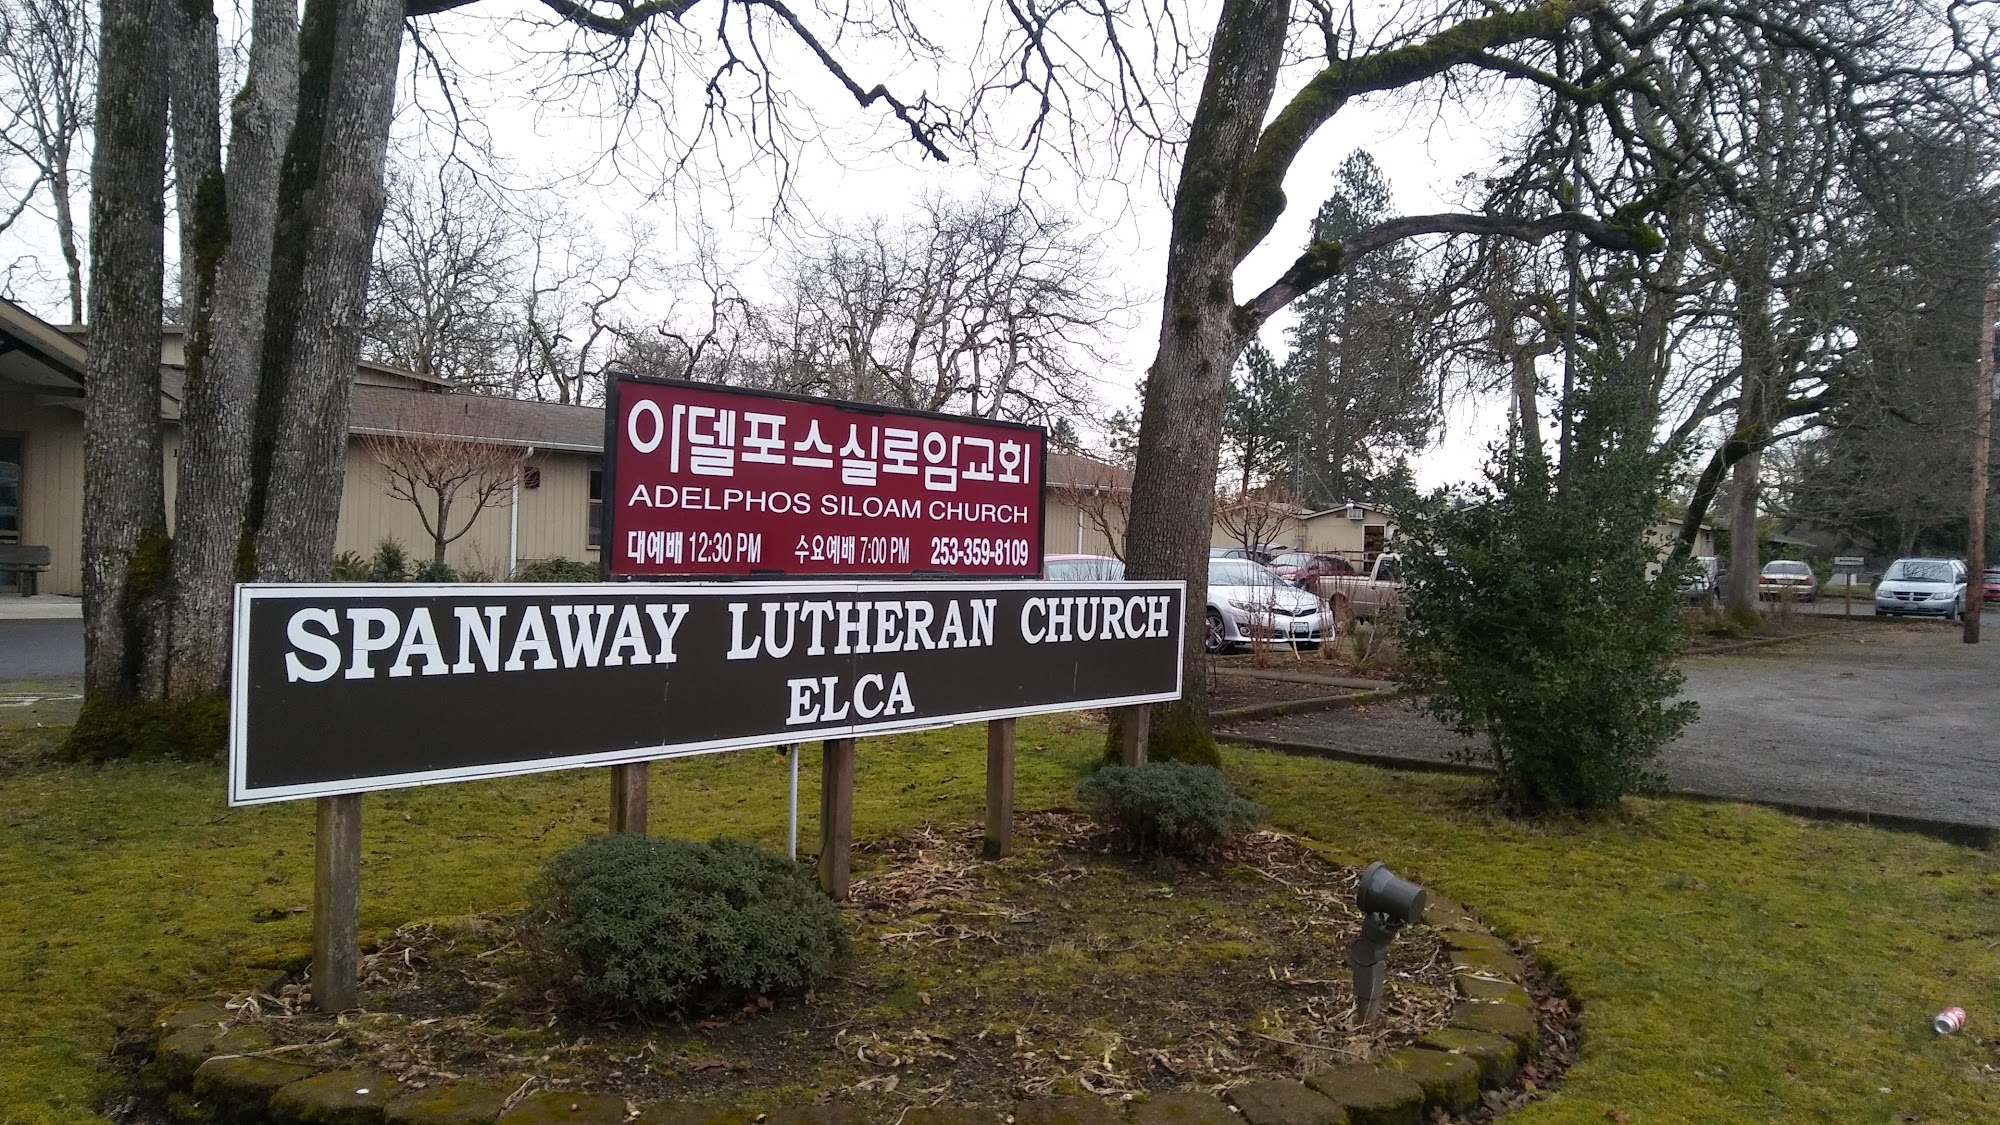 아델포스실로암교회
ADELPHOS SILOAM CHURCH
대예배 12:30 PM 수요예배 7:00 PM 253-359-8109
SPANAWAY LUTHERAN CHURCH
ELCA